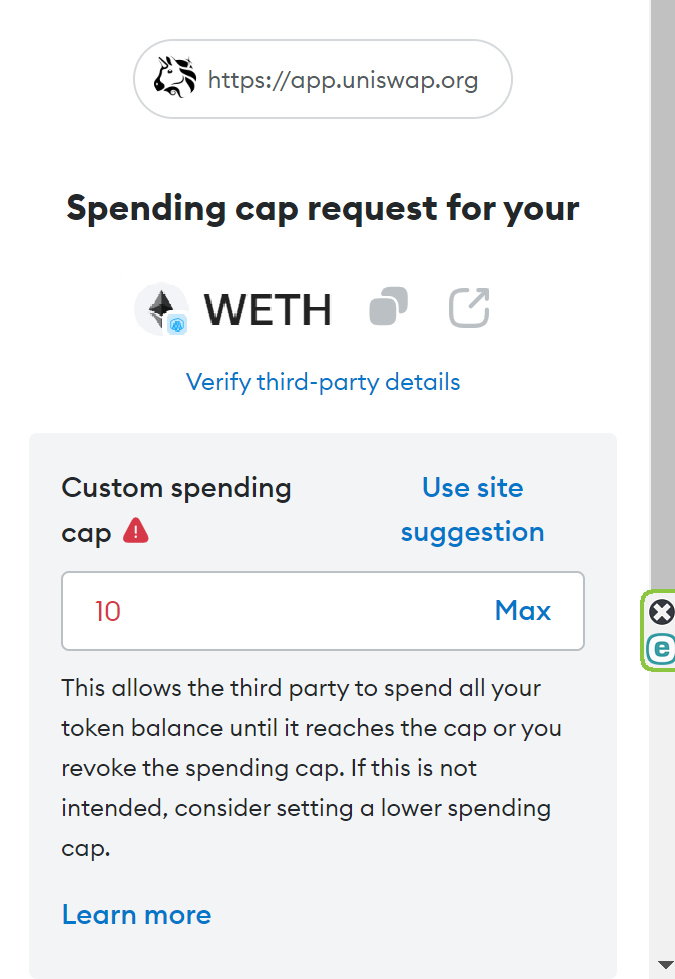 https://app.uniswap.org
Spending cap request for your
WETH
Verify third-party details
Custom spending
cap
Use site
suggestion
10
Max
This allows the third party to spend all your
token balance until it reaches the cap or you
revoke the spending cap. If this is not
intended, consider setting a lower spending
cap.
Learn more
e